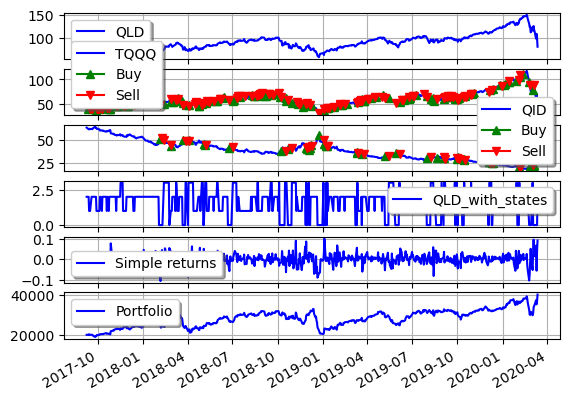 150
100
QLD
TQQQ
Buy
Sell
100
50
QID
Buy
Sell
50
25
2.5
0.0
QLD_with_states
0.1
0.0
−0.1
Simple returns
40000
20000
Portfolio
2017-10
2018-01
2018-04
2018-07
2018-10
2019-01
2019-04
2019-07
2019-10
2020-01
2020-04